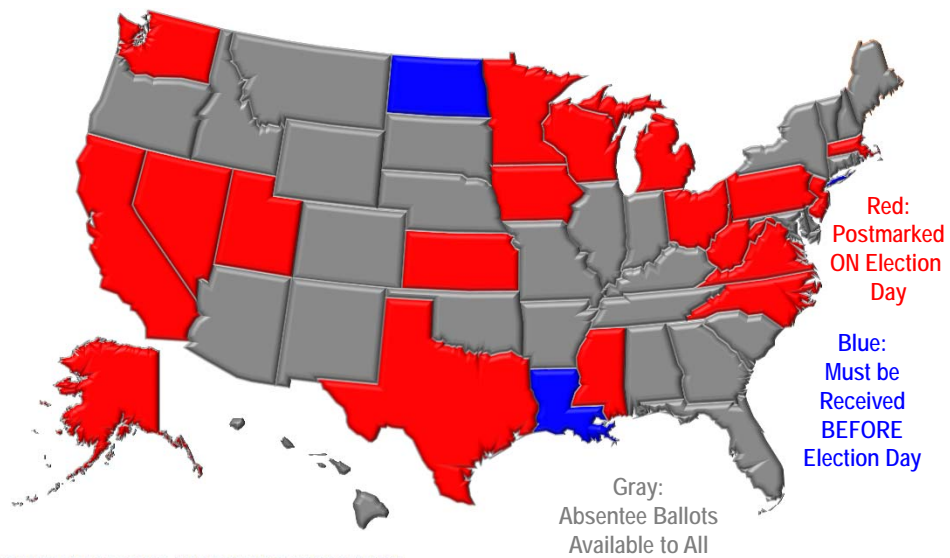 Red:
Postmarked
ON Election
Day
Blue:
Must be
Received
BEFORE
Election Day
Gray:
Absentee Ballots
Available to All